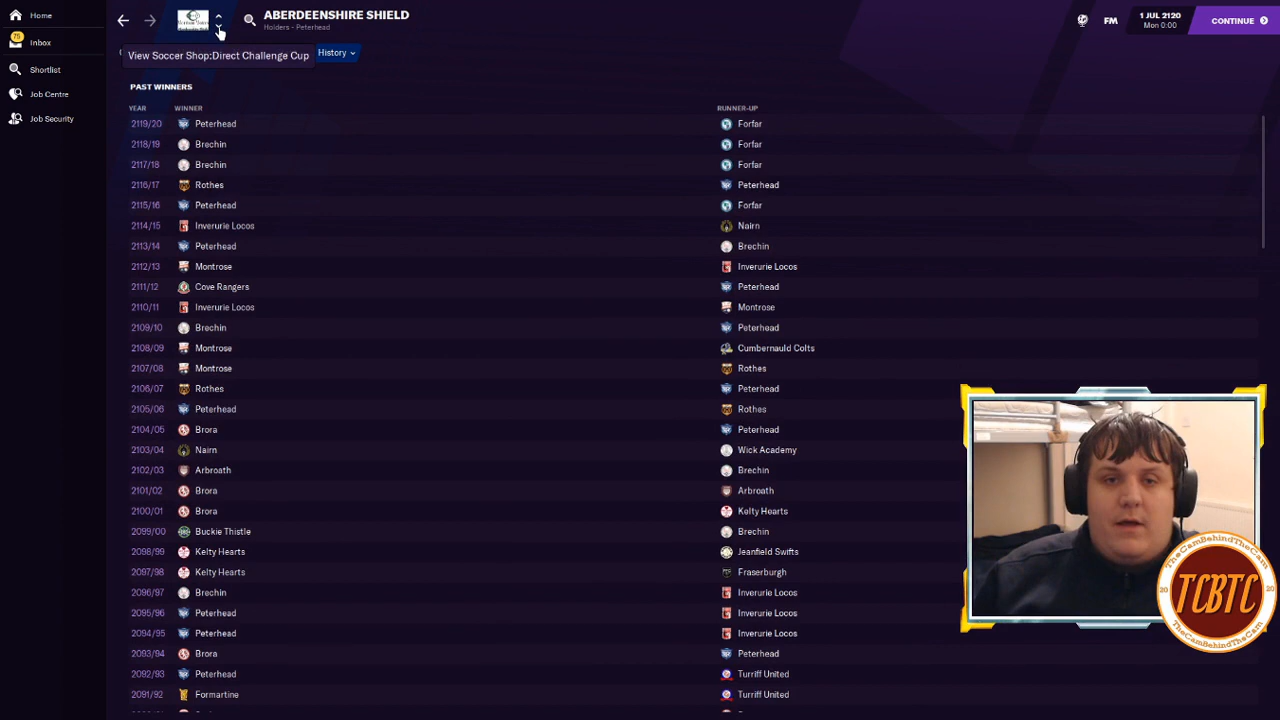 Home
ABERDEENSHIRE SHIELD
Holders - Peterhead
FM
1 JUL 2120
Mon 0:00
CONTINUE
75
Inbox
View Soccer Shop:Direct Challenge Cup
History
Shortlist
Job Centre
Job Security
PAST WINNERS
YEAR WINNER RUNNER-UP
2119/20 Peterhead Forfar
2118/19 Brechin Forfar
2117/18 Brechin Forfar
2116/17 Rothes Peterhead
2115/16 Peterhead Forfar
2114/15 Inverurie Locos Nairn
2113/14 Peterhead Brechin
2112/13 Montrose Inverurie Locos
2111/12 Cove Rangers Peterhead
2110/11 Inverurie Locos Montrose
2109/10 Brechin Peterhead
2108/09 Montrose Cumbernauld Colts
2107/08 Montrose Rothes
2106/07 Rothes Peterhead
2105/06 Peterhead Rothes
2104/05 Brora Peterhead
2103/04 Nairn Wick Academy
2102/03 Arbroath Brechin
2101/02 Brora Arbroath
2100/01 Brora Kelty Hearts
2099/00 Buckie Thistle Brechin
2098/99 Kelty Hearts Jeanfield Swifts
2097/98 Kelty Hearts Fraserburgh
2096/97 Brechin Inverurie Locos
2095/96 Peterhead Inverurie Locos
2094/95 Peterhead Inverurie Locos
2093/94 Brora Peterhead
2092/93 Peterhead Turriff United
2091/92 Formartine Turriff United
TheCamBehindTheCam
20 TCBTC 20
TheCamBehindTheCam